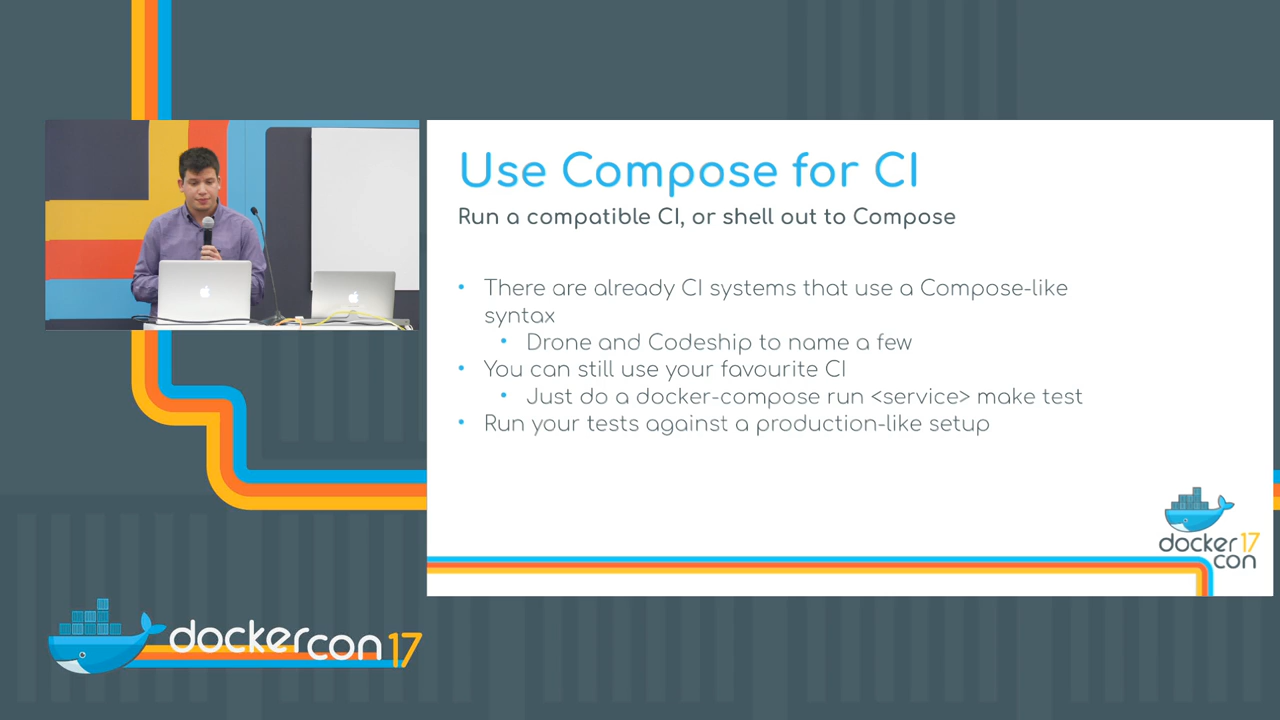 Use Compose for CI
Run a compatible CI, or shell out to Compose
• There are already CI systems that use a Compose-like
syntax
• Drone and Codeship to name a few
• You can still use your favourite CI
• Just do a docker-compose run <service> make test
• Run your tests against a production-like setup
docker 17
con
dockercon 17